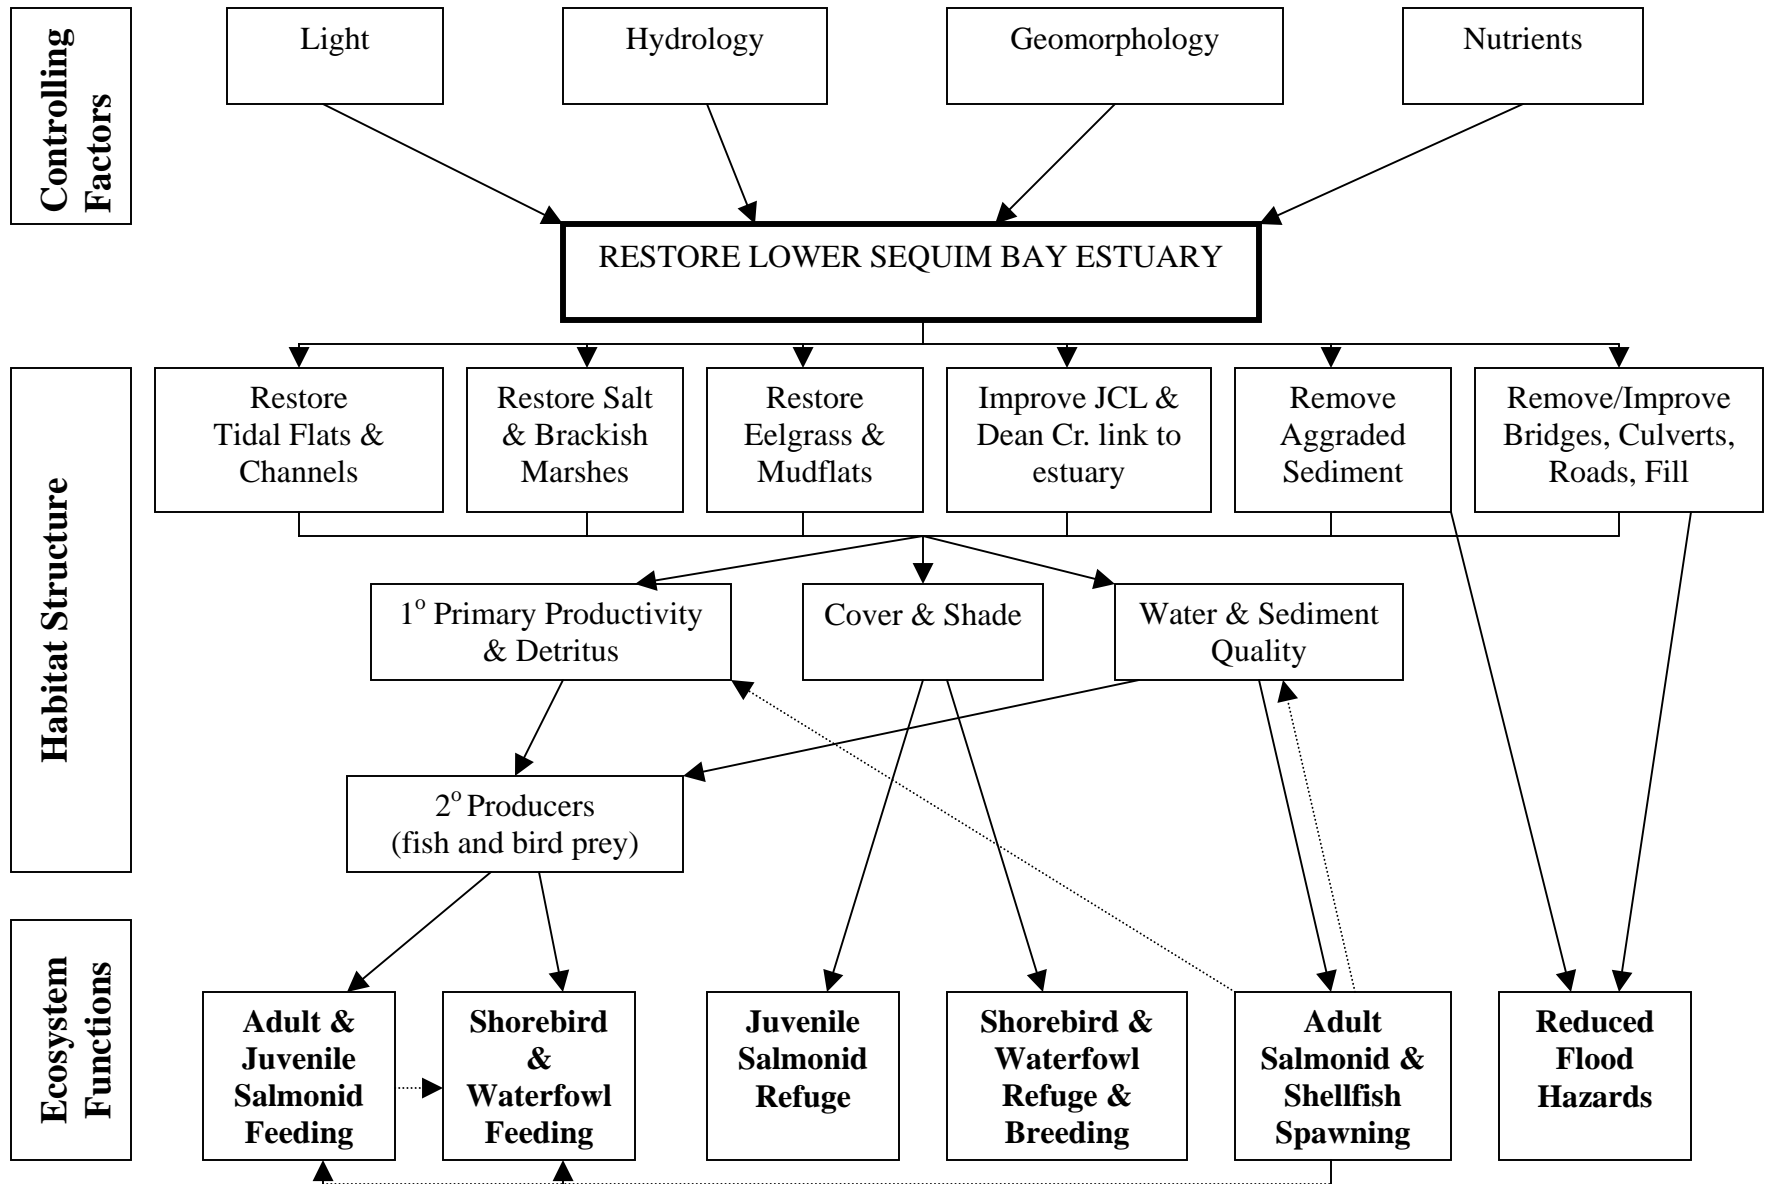 Controlling
Factors
Light
Hydrology
Geomorphology
Nutrients
RESTORE LOWER SEQUIM BAY ESTUARY
Habitat Structure
Restore
Tidal Flats &
Channels
Restore Salt
& Brackish
Marshes
Restore
Eelgrass &
Mudflats
Improve JCL &
Dean Cr. link to
estuary
Remove
Aggraded
Sediment
Remove/Improve
Bridges, Culverts,
Roads, Fill
1º Primary Productivity
& Detritus
Cover & Shade
Water & Sediment
Quality
2º Producers
(fish and bird prey)
Ecosystem
Functions
Adult &
Juvenile
Salmonid
Feeding
Shorebird
&
Waterfowl
Feeding
Juvenile
Salmonid
Refuge
Shorebird &
Waterfowl
Refuge &
Breeding
Adult
Salmonid &
Shellfish
Spawning
Reduced
Flood
Hazards